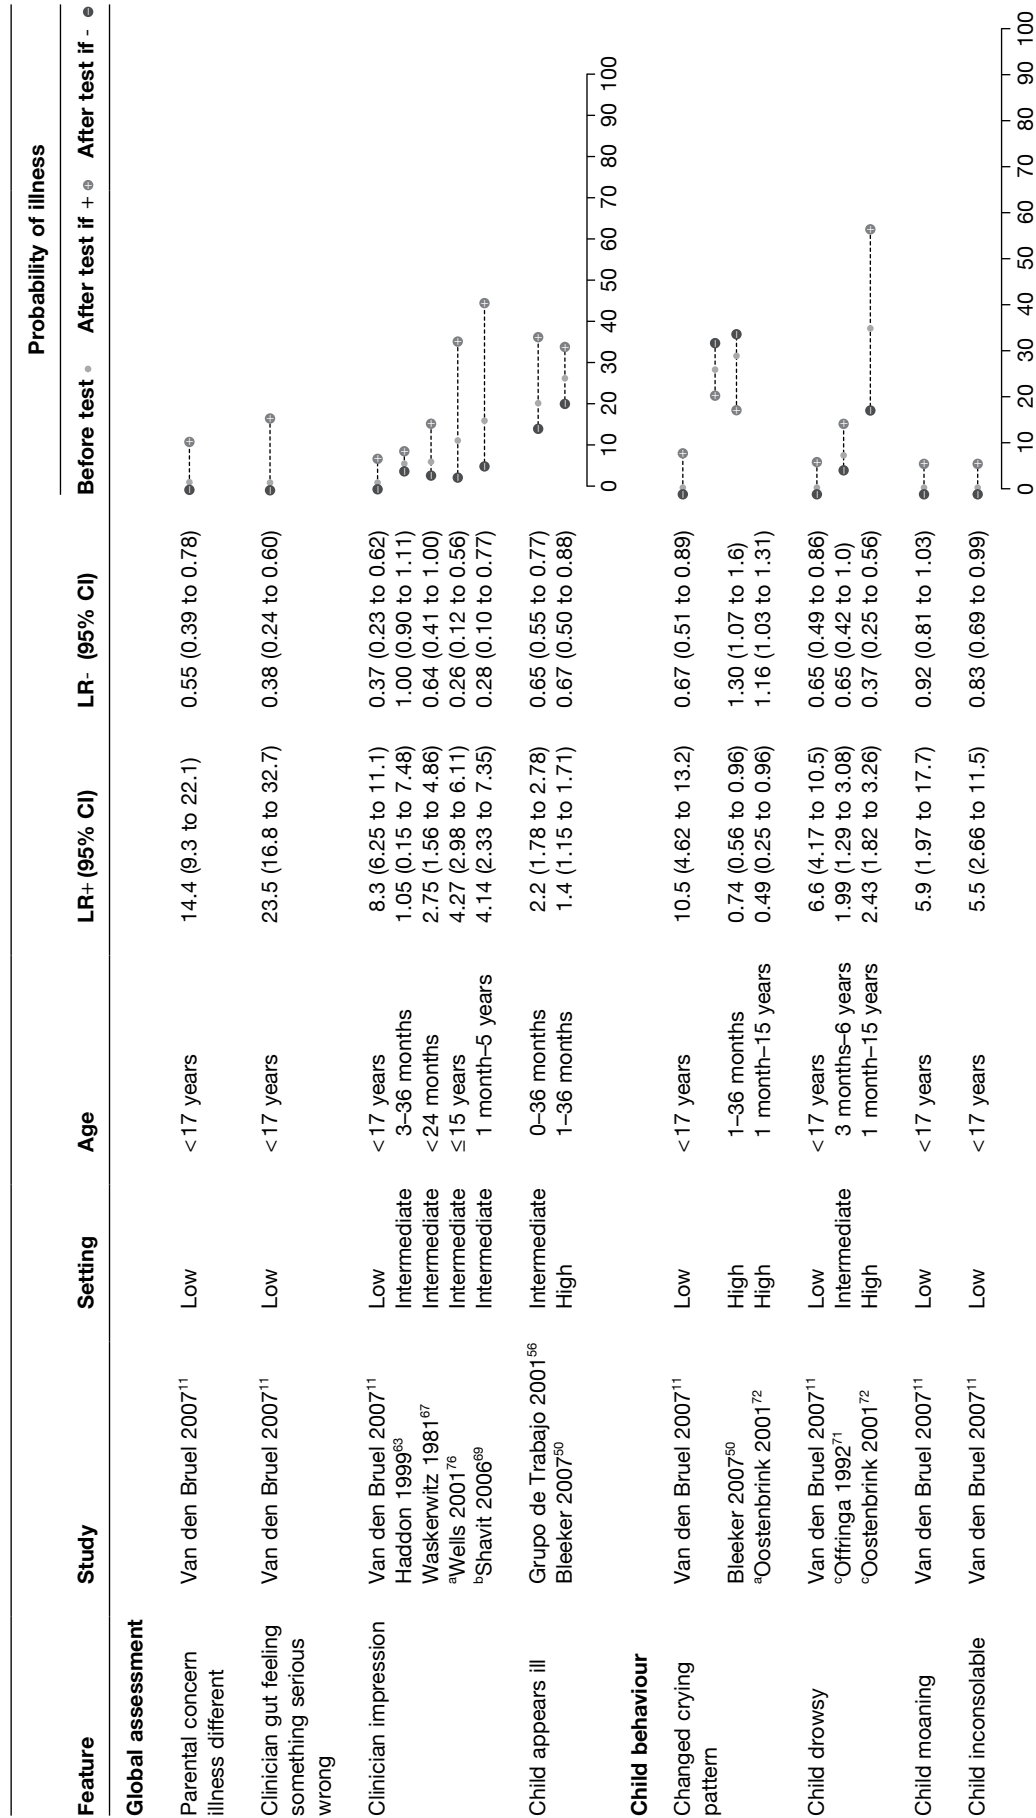 Probability of illness
Feature Study Setting Age LR+ (95% CI) LR- (95% CI) Before test After test if + After test if -
Global assessment
Parental concern Van den Bruel 2007¹¹ Low <17 years 14.4 (9.3 to 22.1) 0.55 (0.39 to 0.78)
illness different
Clinician gut feeling Van den Bruel 2007¹¹ Low <17 years 23.5 (16.8 to 32.7) 0.38 (0.24 to 0.60)
something serious
wrong
Clinician impression Van den Bruel 2007¹¹ Low <17 years 8.3 (6.25 to 11.1) 0.37 (0.23 to 0.62)
Haddon 1999⁶³ Intermediate 3–36 months 1.05 (0.15 to 7.48) 1.00 (0.90 to 1.11)
Waskerwitz 1981⁶⁷ Intermediate <24 months 2.75 (1.56 to 4.86) 0.64 (0.41 to 1.00)
ᵃWells 2001⁷⁶ Intermediate ≤15 years 4.27 (2.98 to 6.11) 0.26 (0.12 to 0.56)
ᵇShavit 2006⁶⁹ Intermediate 1 month–5 years 4.14 (2.33 to 7.35) 0.28 (0.10 to 0.77)
Child appears ill Grupo de Trabajo 2001⁵⁶ Intermediate 0–36 months 2.2 (1.78 to 2.78) 0.65 (0.55 to 0.77)
Bleeker 2007⁵⁰ High 1–36 months 1.4 (1.15 to 1.71) 0.67 (0.50 to 0.88)
0 10 20 30 40 50 60 70 80 90 100
Child behaviour
Changed crying Van den Bruel 2007¹¹ Low <17 years 10.5 (4.62 to 13.2) 0.67 (0.51 to 0.89)
pattern
Bleeker 2007⁵⁰ High 1–36 months 0.74 (0.56 to 0.96) 1.30 (1.07 to 1.6)
ᵃOostenbrink 2001⁷² High 1 month–15 years 0.49 (0.25 to 0.96) 1.16 (1.03 to 1.31)
Child drowsy Van den Bruel 2007¹¹ Low <17 years 6.6 (4.17 to 10.5) 0.65 (0.49 to 0.86)
ᶜOffringa 1992⁷¹ Intermediate 3 months–6 years 1.99 (1.29 to 3.08) 0.65 (0.42 to 1.0)
ᶜOostenbrink 2001⁷² High 1 month–15 years 2.43 (1.82 to 3.26) 0.37 (0.25 to 0.56)
Child moaning Van den Bruel 2007¹¹ Low <17 years 5.9 (1.97 to 17.7) 0.92 (0.81 to 1.03)
Child inconsolable Van den Bruel 2007¹¹ Low <17 years 5.5 (2.66 to 11.5) 0.83 (0.69 to 0.99)
0 10 20 30 40 50 60 70 80 90 100